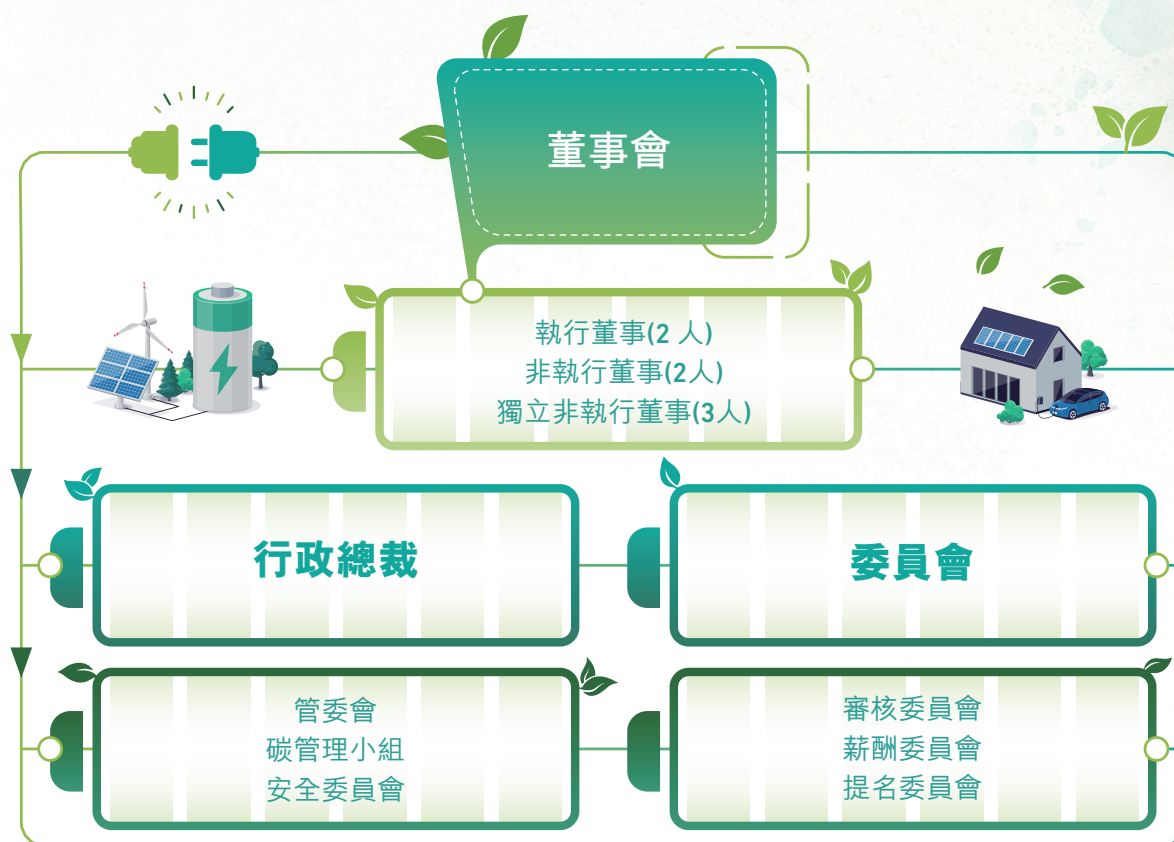 董事會
執行董事(2 人)
非執行董事(2人)
獨立非執行董事(3人)
行政總裁
委員會
管委會
碳管理小組
安全委員會
審核委員會
薪酬委員會
提名委員會